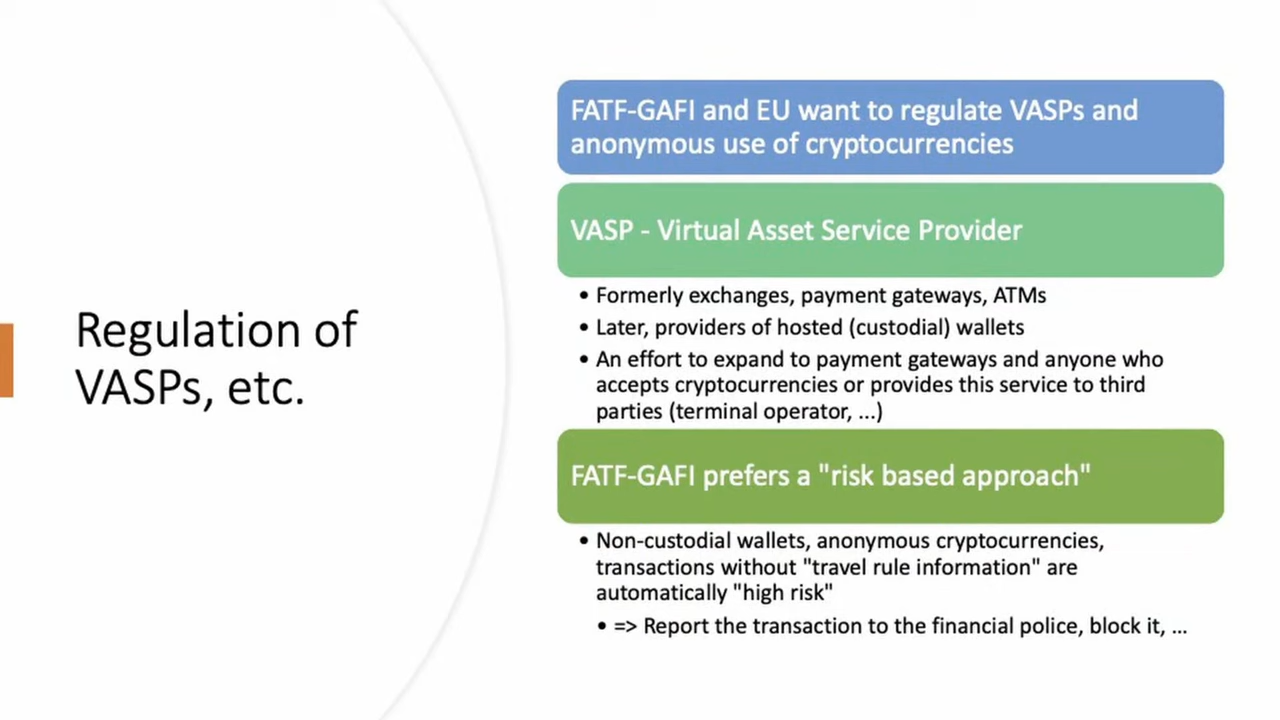 Regulation of
VASPs, etc.
FATF-GAFI and EU want to regulate VASPs and
anonymous use of cryptocurrencies
VASP - Virtual Asset Service Provider
• Formerly exchanges, payment gateways, ATMs
• Later, providers of hosted (custodial) wallets
• An effort to expand to payment gateways and anyone who
accepts cryptocurrencies or provides this service to third
parties (terminal operator, ...)
FATF-GAFI prefers a "risk based approach"
• Non-custodial wallets, anonymous cryptocurrencies,
transactions without "travel rule information" are
automatically "high risk"
• => Report the transaction to the financial police, block it, ...